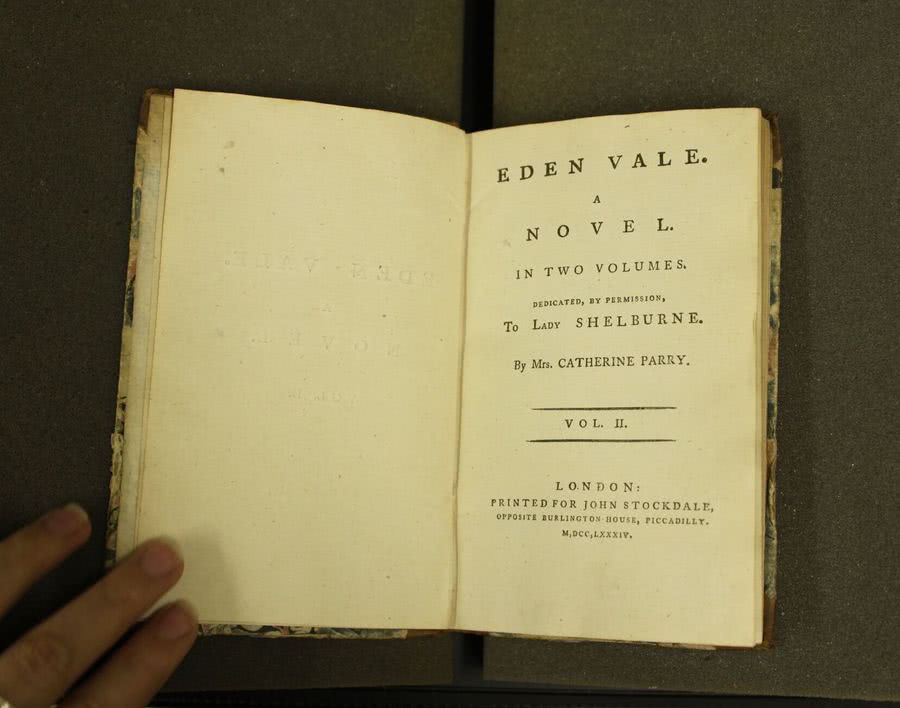 EDEN VALE.
A
NOVEL.
IN TWO VOLUMES.
DEDICATED, BY PERMISSION,
To LADY SHELBURNE.
By Mrs. CATHERINE PARRY.
VOL. II.
LONDON:
PRINTED FOR JOHN STOCKDALE,
OPPOSITE BURLINGTON-HOUSE, PICCADILLY.
M,DCC,LXXXIV.